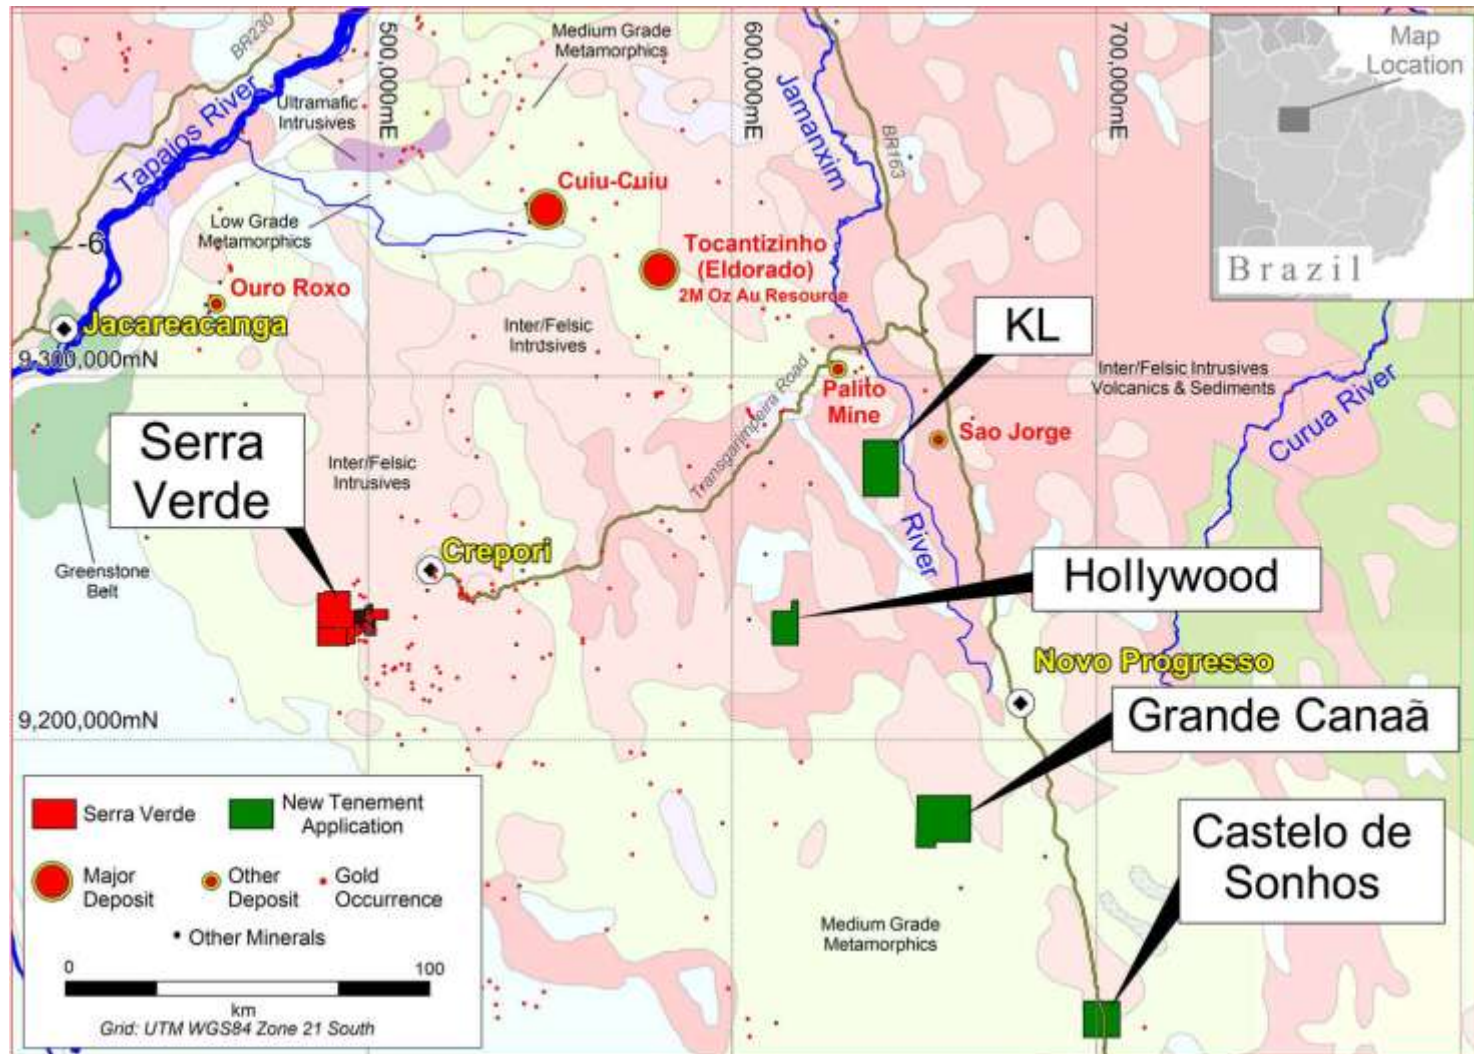 BR230
Tapalos River
Ultramafic
Intrusives
Medium Grade
Metamorphics
500,000mE
600,000mE
700,000mE
Jamanxim
BR163
Map
Location
Brazil
Low Grade
Metamorphics
Cuiu-Cuiu
Tocantizinho
(Eldorado)
2M Oz Au Resource
-6
Ouro Roxo
Jacareacanga
9,300,000mN
Inter/Felsic
Intrusives
KL
Inter/Felsic Intrusives
Volcanics & Sediments
Curua River
Transgarimpeira Road
Palito
Mine
Sao Jorge
Serra
Verde
Inter/Felsic
Intrusives
River
Greenstone
Belt
Crepori
Hollywood
Novo Progresso
Grande Canaã
9,200,000mN
Castelo de
Sonhos
Medium Grade
Metamorphics
Serra Verde
New Tenement
Application
Major
Deposit
Other
Deposit
Gold
Occurrence
Other Minerals
0
100
km
Grid: UTM WGS84 Zone 21 South